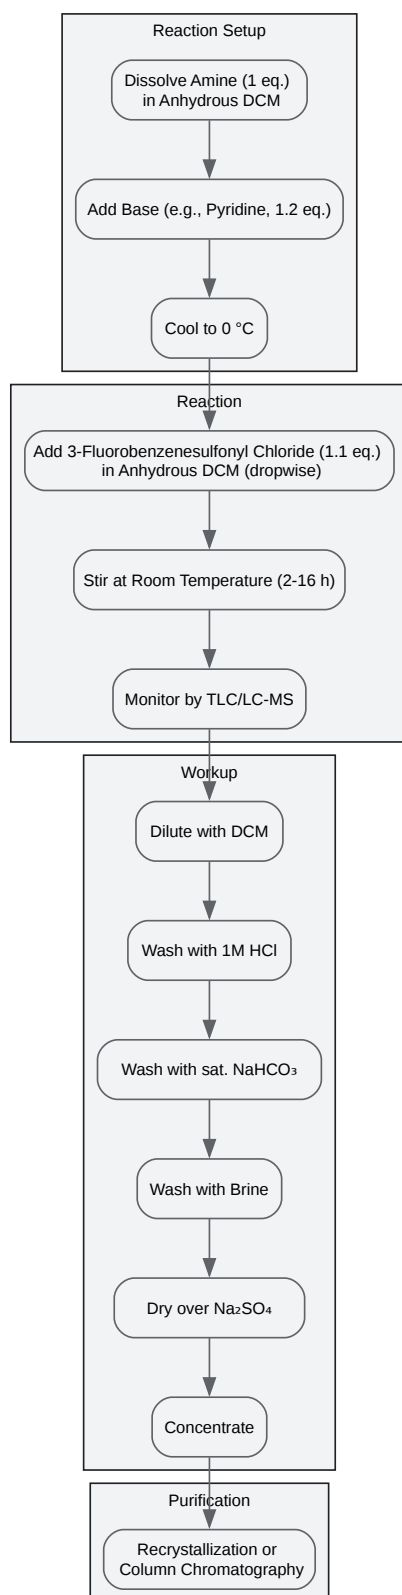 Reaction Setup
Dissolve Amine (1 eq.)
in Anhydrous DCM
Add Base (e.g., Pyridine, 1.2 eq.)
Cool to 0 °C
Reaction
Add 3-Fluorobenzenesulfonyl Chloride (1.1 eq.)
in Anhydrous DCM (dropwise)
Stir at Room Temperature (2-16 h)
Monitor by TLC/LC-MS
Workup
Dilute with DCM
Wash with 1M HCl
Wash with sat. NaHCO₃
Wash with Brine
Dry over Na₂SO₄
Concentrate
Purification
Recrystallization or
Column Chromatography